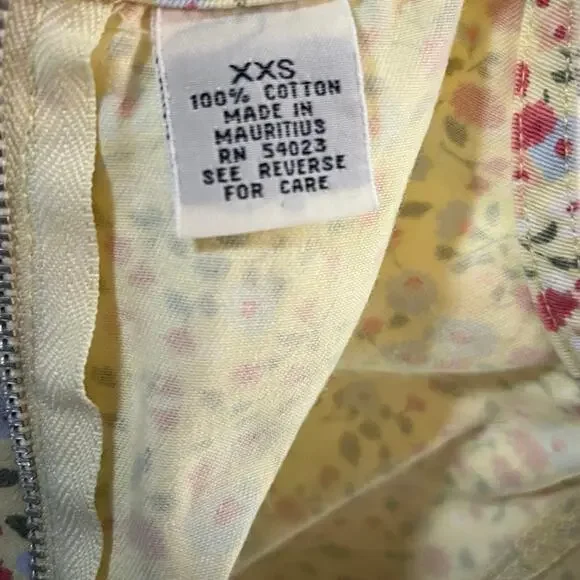 XXS
100% COTTON
MADE IN
MAURITIUS
RN 54023
SEE REVERSE
FOR CARE